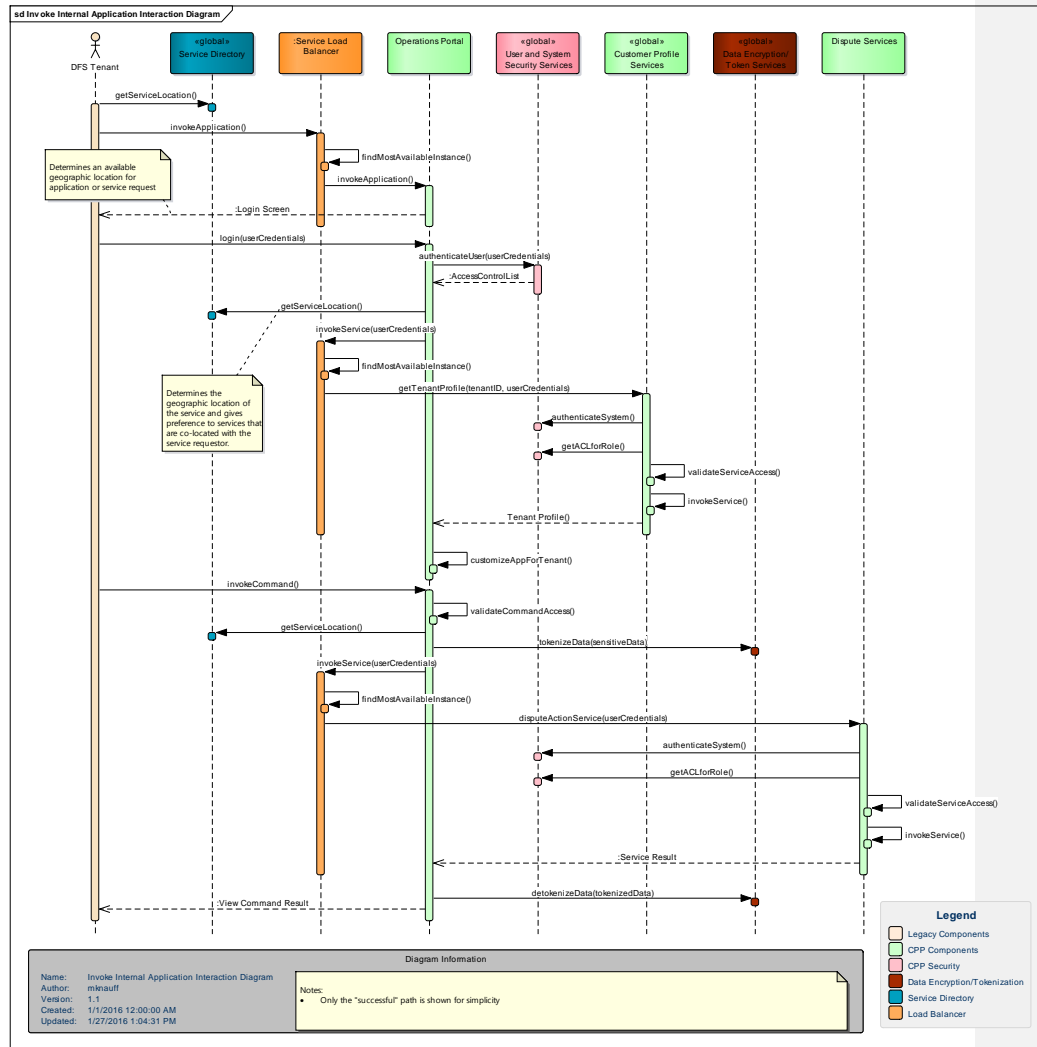 sd Invoke Internal Application Interaction Diagram
DFS Tenant
«global»
Service Directory
:Service Load
Balancer
Operations Portal
«global»
User and System
Security Services
«global»
Customer Profile
Services
«global»
Data Encryption/
Token Services
Dispute Services
getServiceLocation()
invokeApplication()
findMostAvailableInstance()
Determines an available
geographic location for
application or service request
invokeApplication()
:Login Screen
login(userCredentials)
authenticateUser(userCredentials)
:AccessControlList
getServiceLocation()
invokeService(userCredentials)
findMostAvailableInstance()
getTenantProfile(tenantID, userCredentials)
Determines the
geographic location of
the service and gives
preference to services that
are co-located with the
service requestor.
authenticateSystem()
getACLforRole()
validateServiceAccess()
invokeService()
Tenant Profile()
customizeAppForTenant()
invokeCommand()
validateCommandAccess()
getServiceLocation()
tokenizeData(sensitiveData)
invokeService(userCredentials)
findMostAvailableInstance()
disputeActionService(userCredentials)
authenticateSystem()
getACLforRole()
validateServiceAccess()
invokeService()
:Service Result
detokenizeData(tokenizedData)
:View Command Result
Legend
Legacy Components
CPP Components
CPP Security
Data Encryption/Tokenization
Service Directory
Load Balancer
Diagram Information
Name: Invoke Internal Application Interaction Diagram
Author: mknauff
Version: 1.1
Created: 1/1/2016 12:00:00 AM
Updated: 1/27/2016 1:04:31 PM
Notes:
• Only the "successful" path is shown for simplicity